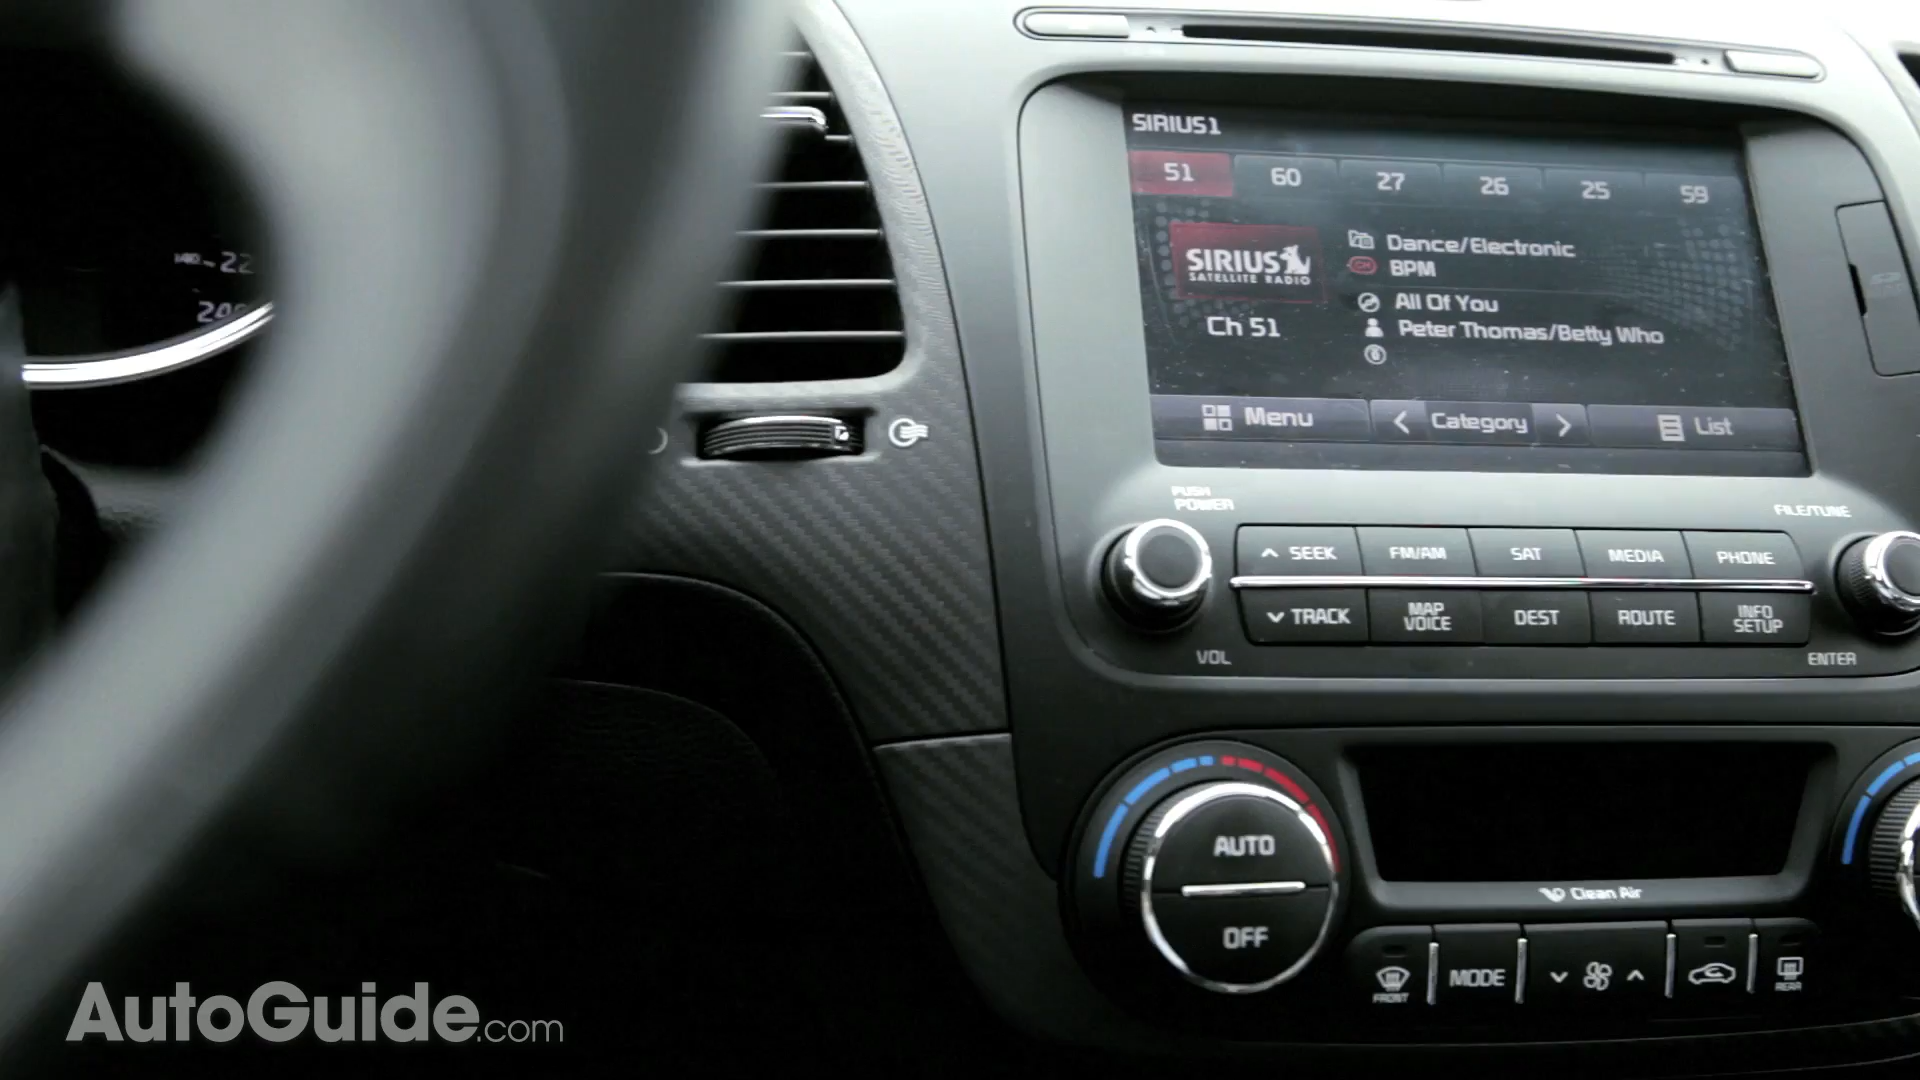 SIRIUS1
51 60 27 26 25 59
SIRIUS
SATELLITE RADIO
Ch 51
Dance/Electronic
CH BPM
All Of You
Peter Thomas/Betty Who
Menu
Category
List
PUSH
POWER
FILE/TUNE
SEEK FM/AM SAT MEDIA PHONE
TRACK MAP VOICE DEST ROUTE INFO SETUP
VOL
ENTER
-22
AUTO
OFF
Clean Air
FRONT
MODE
REAR
AutoGuide.com